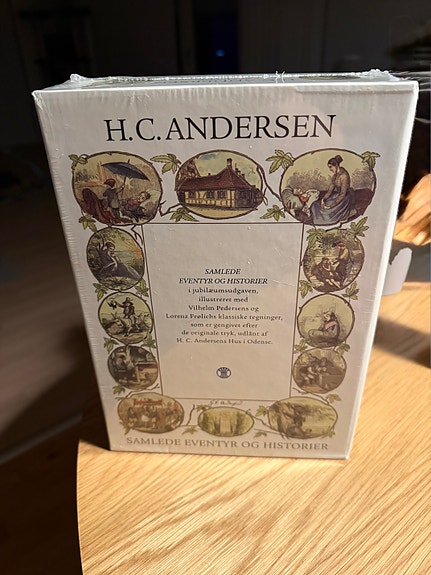 H. C. ANDERSEN
SAMLEDE
EVENTYR OG HISTORIER
i jubilæumsudgaven,
illustreret med
Vilhelm Pedersens og
Lorenz Frølichs klassiske tegninger,
som er gengivet efter
de originale tryk, udlånt af
H. C. Andersens Hus i Odense.
SAMLEDE EVENTYR OG HISTORIER